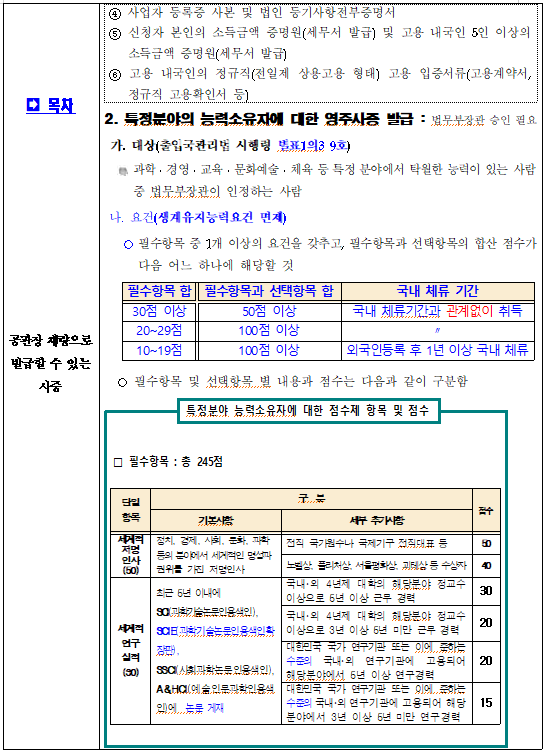 ④ 사업자 등록증 사본 및 법인 등기사항전부증명서
⑤ 신청자 본인의 소득금액 증명원(세무서 발급) 및 고용 내국인 5인 이상의
소득금액 증명원(세무서 발급)
⑥ 고용 내국인의 정규직(전일제 상용고용 형태) 고용 입증서류(고용계약서,
정규직 고용확인서 등)
➡ 목차
2. 특정분야의 능력소유자에 대한 영주사증 발급 : 법무부장관 승인 필요
가. 대상(출입국관리법 시행령 별표1의3 9호)
과학·경영·교육·문화예술·체육 등 특정 분야에서 탁월한 능력이 있는 사람
중 법무부장관이 인정하는 사람
나. 요건(생계유지능력요건 면제)
○ 필수항목 중 1개 이상의 요건을 갖추고, 필수항목과 선택항목의 합산 점수가
다음 어느 하나에 해당할 것
필수항목 합 필수항목과 선택항목 합 국내 체류 기간
30점 이상 50점 이상 국내 체류기간과 관계없이 취득
20~29점 100점 이상 〃
10~19점 100점 이상 외국인등록 후 1년 이상 국내 체류
공관장 재량으로
발급할 수 있는
사증
○ 필수항목 및 선택항목 별 내용과 점수는 다음과 같이 구분함
특정분야 능력소유자에 대한 점수제 항목 및 점수
□ 필수항목 : 총 245점
단일
항목
구 분
점수
기본사항 세부 추가사항
세계적
저명
인사
(50)
정치, 경제, 사회, 문화, 과학
등의 분야에서 세계적인 명성과
권위를 가진 저명인사
전직 국가원수나 국제기구 전직대표 등 50
노벨상, 퓰리처상, 서울평화상, 괴테상 등 수상자 40
세계적
연구
실적
(30)
최근 5년 이내에
SCI(과학기술논문인용색인),
SCIE(과학기술논문인용색인확
장판),
SSCI(사회과학논문인용색인),
A&HCI(예술인문과학인용색
인)에 논문 게재
국내·외 4년제 대학의 해당분야 정교수
이상으로 5년 이상 근무 경력 30
국내·외 4년제 대학의 해당분야 정교수
이상으로 3년 이상 5년 미만 근무 경력 20
대한민국 국가 연구기관 또는 이에 준하는
수준의 국내·외 연구기관에 고용되어
해당분야에서 5년 이상 연구경력 20
대한민국 국가 연구기관 또는 이에 준하는
수준의 국내·외 연구기관에 고용되어 해당
분야에서 3년 이상 5년 미만 연구경력 15